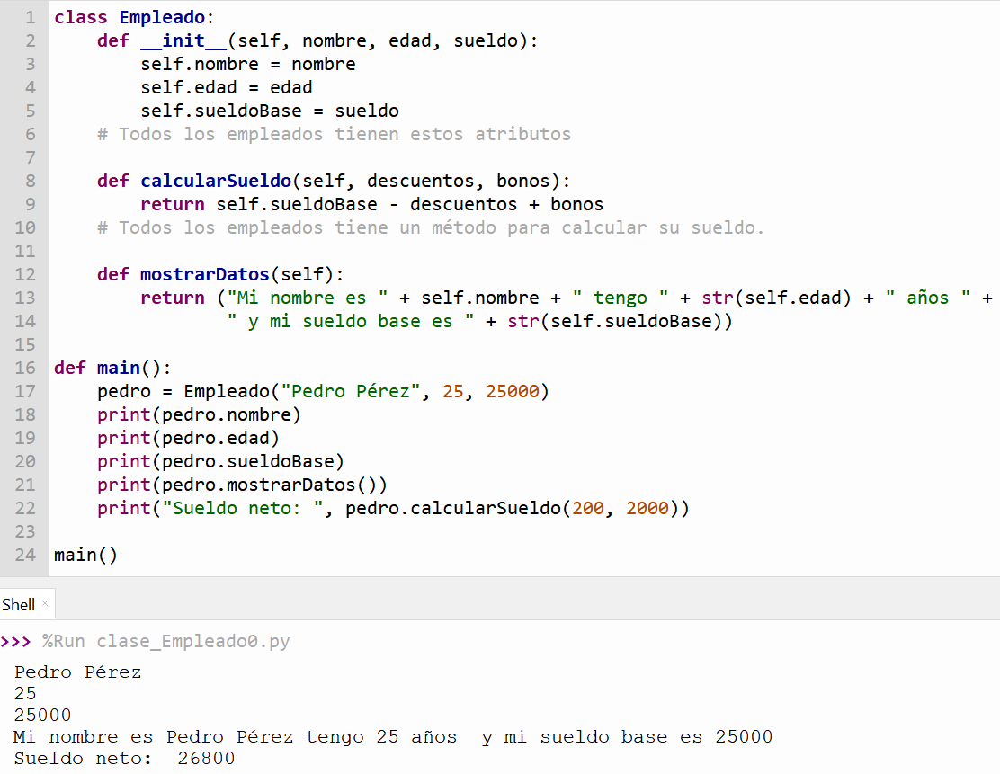 1 class Empleado:
2     def __init__(self, nombre, edad, sueldo):
3         self.nombre = nombre
4         self.edad = edad
5         self.sueldoBase = sueldo
6     # Todos los empleados tienen estos atributos
7
8     def calcularSueldo(self, descuentos, bonos):
9         return self.sueldoBase - descuentos + bonos
10     # Todos los empleados tiene un método para calcular su sueldo.
11
12     def mostrarDatos(self):
13         return ("Mi nombre es " + self.nombre + " tengo " + str(self.edad) + " años " +
14                 " y mi sueldo base es " + str(self.sueldoBase))
15
16 def main():
17     pedro = Empleado("Pedro Pérez", 25, 25000)
18     print(pedro.nombre)
19     print(pedro.edad)
20     print(pedro.sueldoBase)
21     print(pedro.mostrarDatos())
22     print("Sueldo neto: ", pedro.calcularSueldo(200, 2000))
23
24 main()
Shell ×
>>> %Run clase_Empleado0.py
Pedro Pérez
25
25000
Mi nombre es Pedro Pérez tengo 25 años  y mi sueldo base es 25000
Sueldo neto:  26800